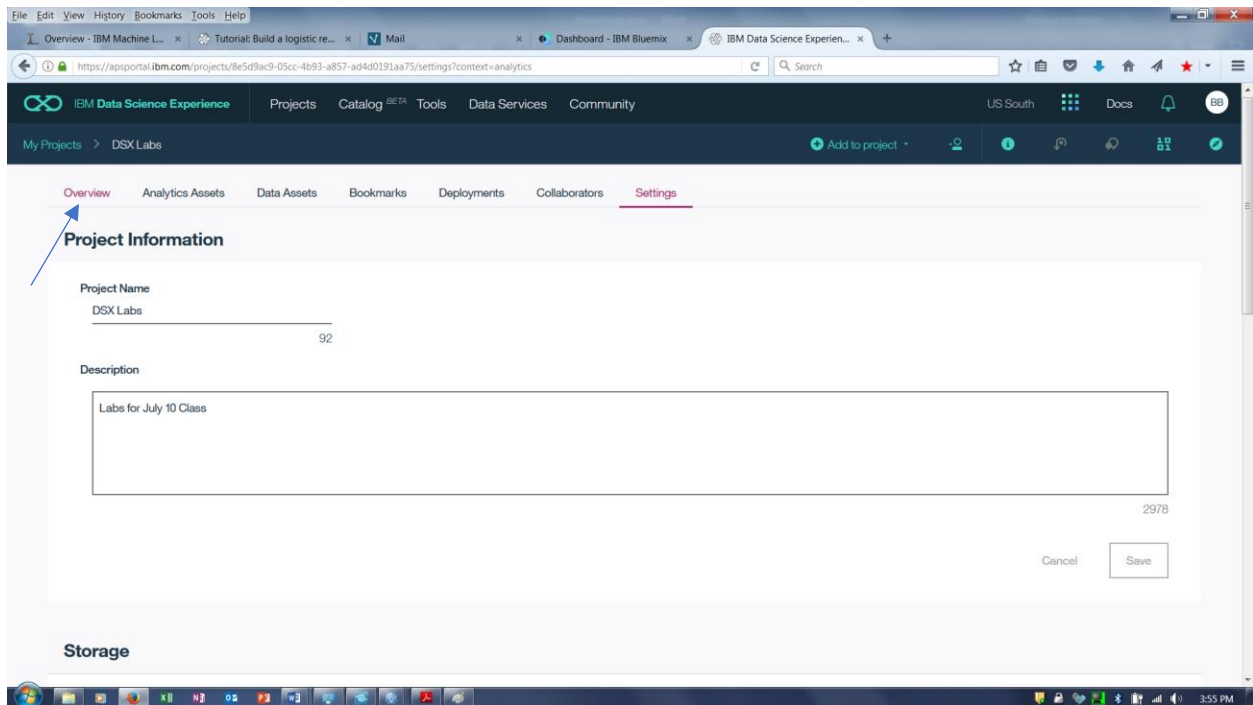 File Edit View History Bookmarks Tools Help
Overview - IBM Machine L... × Tutorial: Build a logistic re... × Mail × Dashboard - IBM Bluemix × IBM Data Science Experien... × +
https://apsportal.ibm.com/projects/8e5d9ac9-05cc-4b93-a857-ad4d0191aa75/settings?context=analytics Search
IBM Data Science Experience Projects Catalog BETA Tools Data Services Community US South Docs BB
My Projects > DSX Labs Add to project
Overview Analytics Assets Data Assets Bookmarks Deployments Collaborators Settings
Project Information
Project Name
DSX Labs
92
Description
Labs for July 10 Class
2978
Cancel Save
Storage
3:55 PM